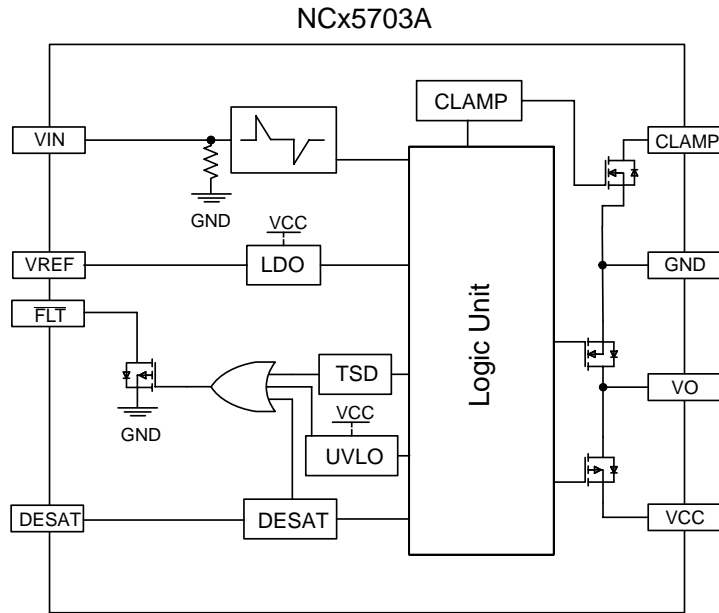 NCx5703A
CLAMP
VIN
CLAMP
GND
VCC
VREF
LDO
GND
FLT
Logic Unit
TSD
VO
VCC
GND
UVLO
DESAT
DESAT
VCC